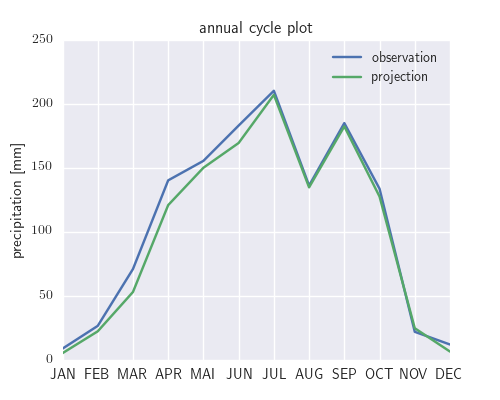 annual cycle plot
250
observation
projection
200
150
precipitation [mm]
100
50
0
JAN FEB MAR APR MAI JUN JUL AUG SEP OCT NOV DEC